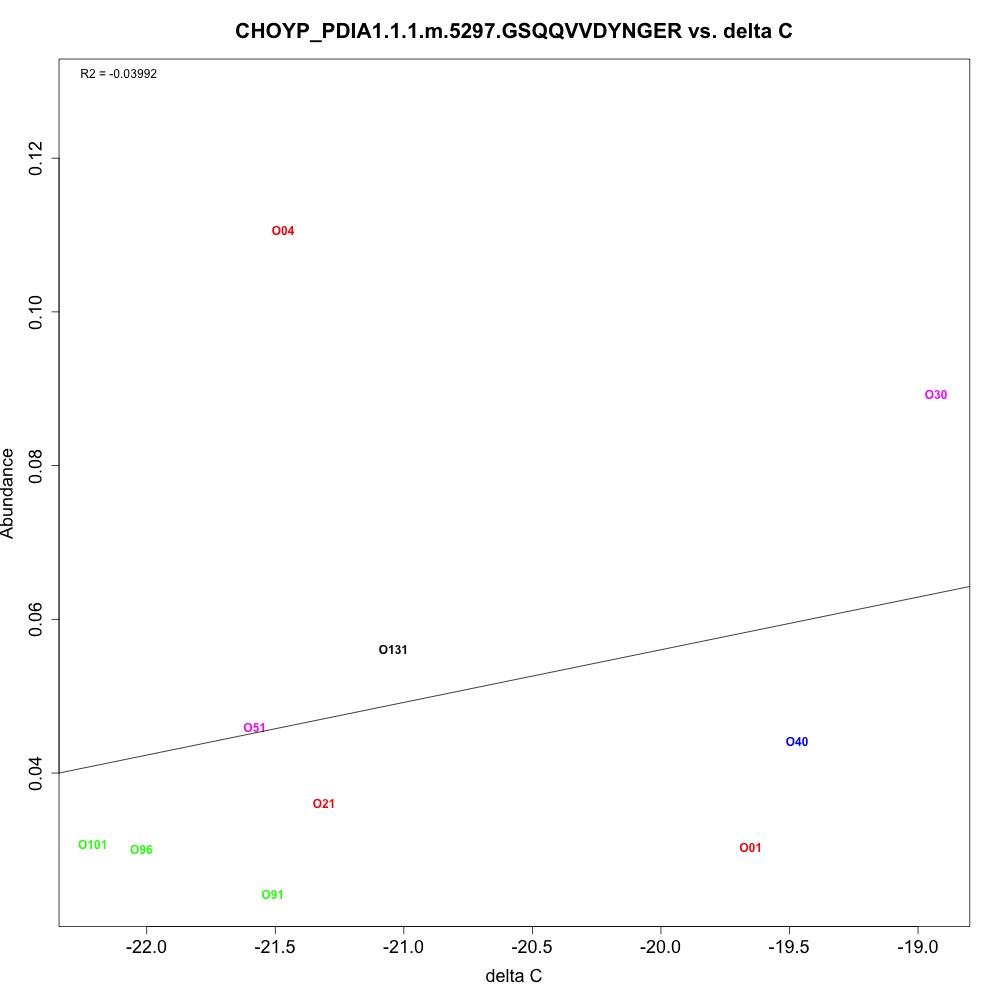 CHOYP_PDIA1.1.1.m.5297.GSQQVVDYNGER vs. delta C
R2 = -0.03992
0.12
O04
0.10
O30
0.08
Abundance
0.06
O131
O51
O40
0.04
O21
O101
O96
O01
O91
-22.0 -21.5 -21.0 -20.5 -20.0 -19.5 -19.0
delta C